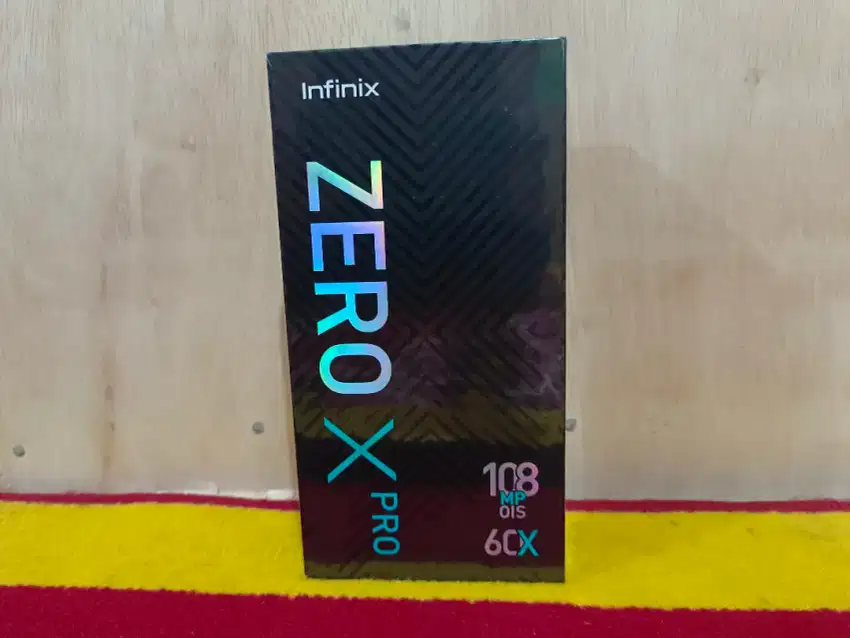 Infinix
ZERO X PRO
108
MP
OIS
60X